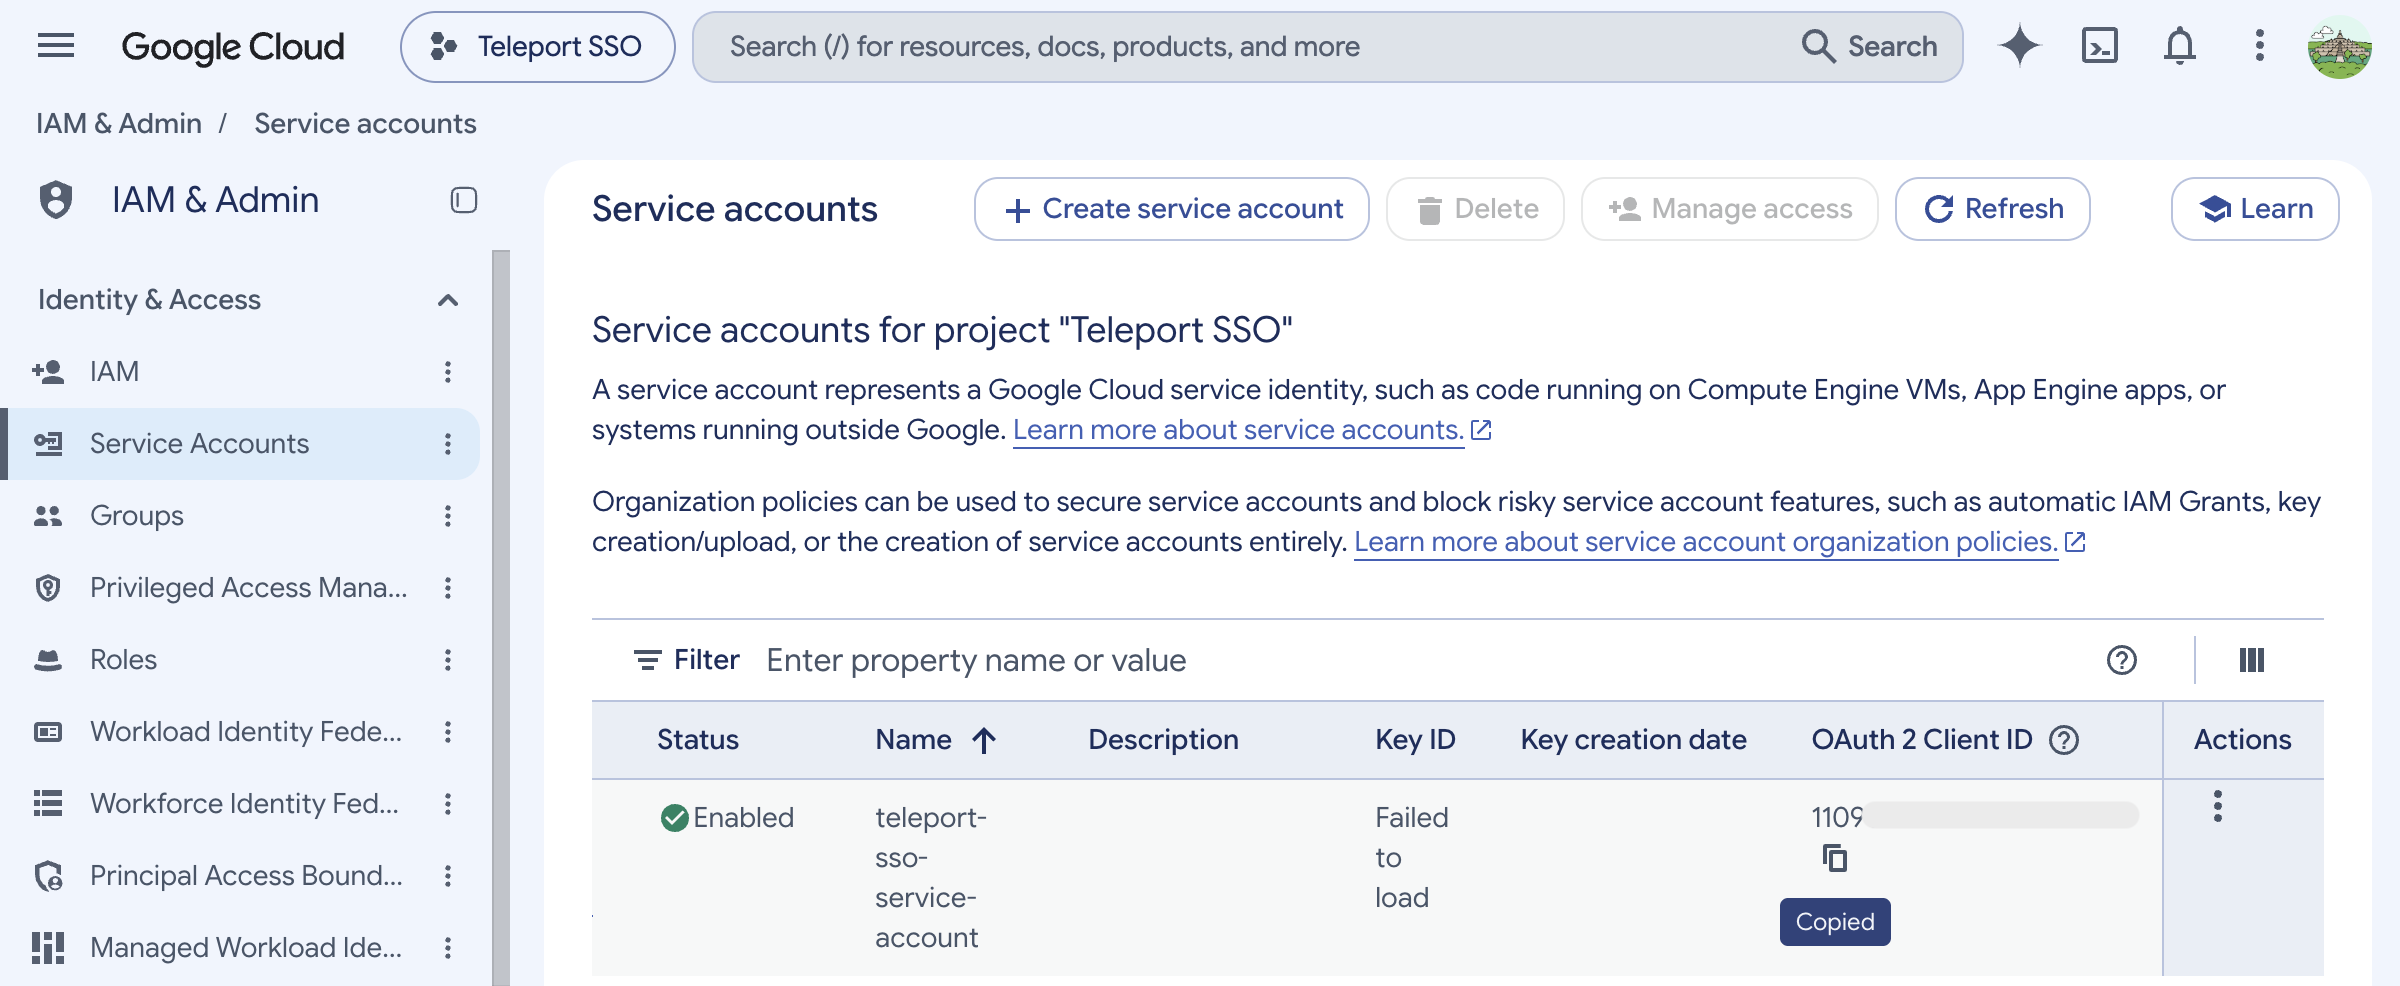 Google Cloud
Teleport SSO
Search (/) for resources, docs, products, and more
Search
IAM & Admin / Service accounts
IAM & Admin
Identity & Access
IAM
Service Accounts
Groups
Privileged Access Mana...
Roles
Workload Identity Fede...
Workforce Identity Fed...
Principal Access Bound...
Managed Workload Ide...
Service accounts
Create service account
Delete
Manage access
Refresh
Learn
Service accounts for project "Teleport SSO"
A service account represents a Google Cloud service identity, such as code running on Compute Engine VMs, App Engine apps, or
systems running outside Google. Learn more about service accounts.
Organization policies can be used to secure service accounts and block risky service account features, such as automatic IAM Grants, key
creation/upload, or the creation of service accounts entirely. Learn more about service account organization policies.
Filter Enter property name or value
Status Name Description Key ID Key creation date OAuth 2 Client ID Actions
Enabled
teleport-
sso-
service-
account
Failed
to
load
1109
Copied